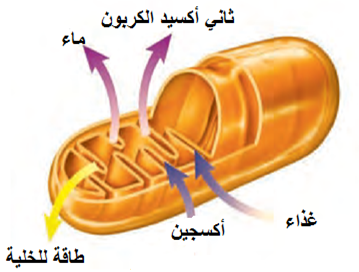 ثاني أكسيد الكربون
ماء
غذاء
أكسجين
طاقة للخلية